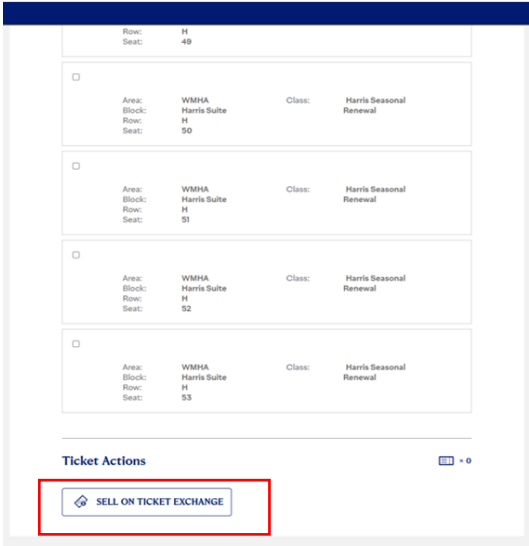 Row: H
Seat: 49
Area: WMHA Class: Harris Seasonal
Block: Harris Suite Renewal
Row: H
Seat: 50
Area: WMHA Class: Harris Seasonal
Block: Harris Suite Renewal
Row: H
Seat: 51
Area: WMHA Class: Harris Seasonal
Block: Harris Suite Renewal
Row: H
Seat: 52
Area: WMHA Class: Harris Seasonal
Block: Harris Suite Renewal
Row: H
Seat: 53
Ticket Actions × 0
SELL ON TICKET EXCHANGE